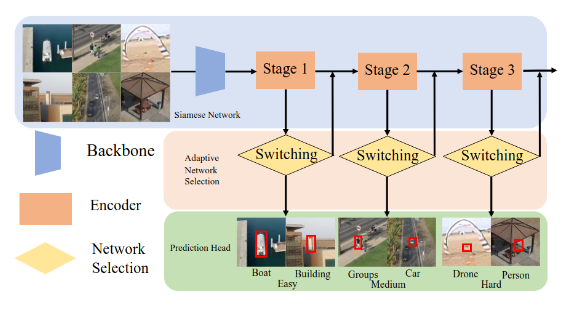 Stage 1
Stage 2
Stage 3
Siamese Network
Backbone
Adaptive
Network
Selection
Switching
Switching
Switching
Encoder
Network
Selection
Prediction Head
Boat
Building
Easy
Groups
Car
Medium
Drone
Person
Hard